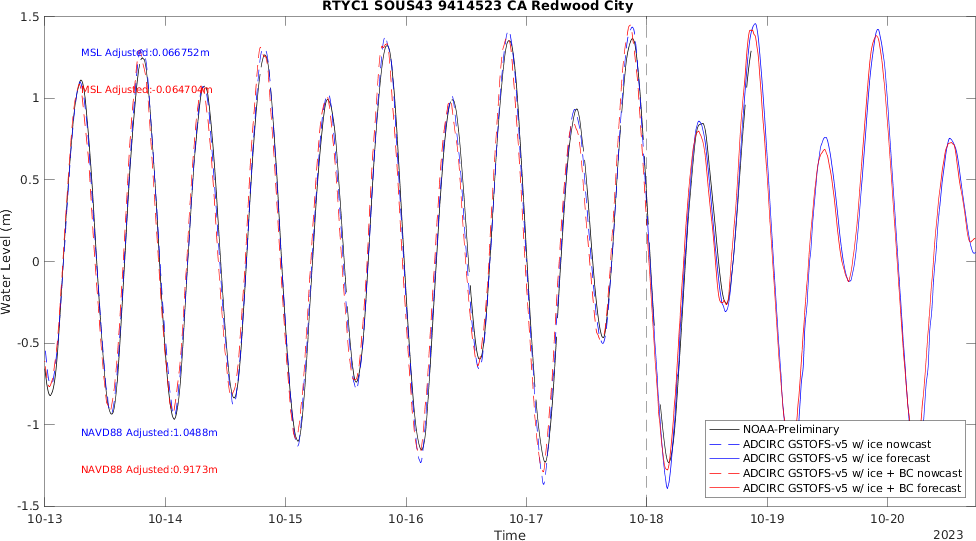 RTYC1 SOUS43 9414523 CA Redwood City
1.5
1
0.5
0
-0.5
-1
-1.5
Water Level (m)
MSL Adjusted:0.066752m
MSL Adjusted:-0.064704m
NAVD88 Adjusted:1.0488m
NAVD88 Adjusted:0.9173m
NOAA-Preliminary
ADCIRC GSTOFS-v5 w/ ice nowcast
ADCIRC GSTOFS-v5 w/ ice forecast
ADCIRC GSTOFS-v5 w/ ice + BC nowcast
ADCIRC GSTOFS-v5 w/ ice + BC forecast
10-13 10-14 10-15 10-16 10-17 10-18 10-19 10-20
Time
2023